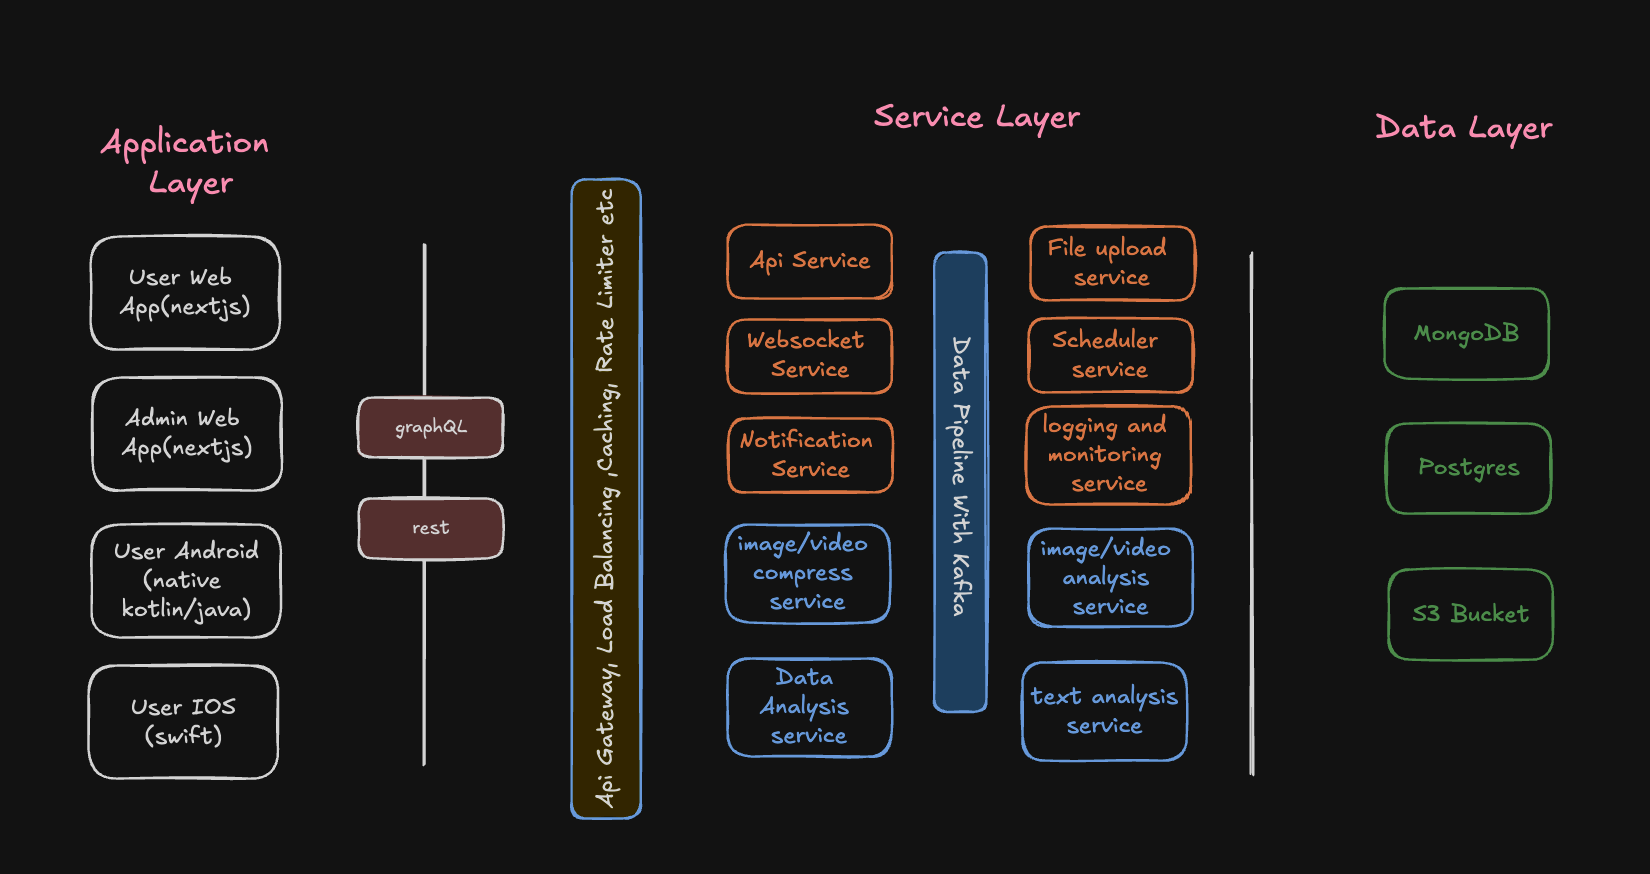 Application
Layer
User Web
App(nextjs)
Admin Web
App(nextjs)
User Android
(native
kotlin/java)
User IOS
(swift)
graphQL
rest
Api Gateway, Load Balancing ,Caching, Rate Limiter etc
Service Layer
Api Service
Websocket
Service
Notification
Service
image/video
compress
service
Data
Analysis
service
Data Pipeline With Kafka
File upload
service
Scheduler
service
logging and
monitoring
service
image/video
analysis
service
text analysis
service
Data Layer
MongoDB
Postgres
S3 Bucket